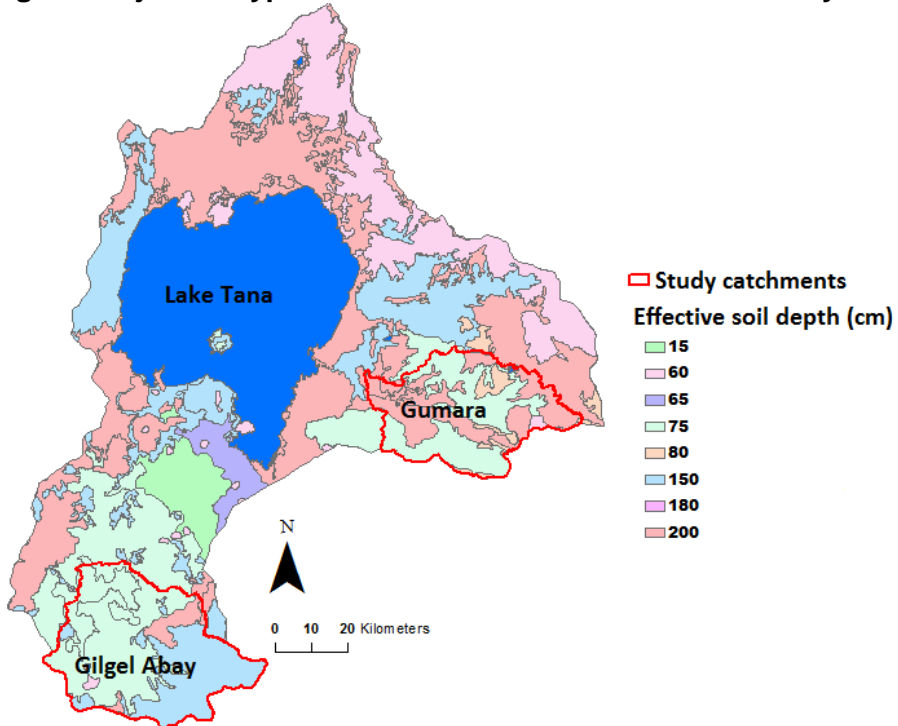 Lake Tana
Study catchments
Effective soil depth (cm)
15
60
65
75
80
150
180
200
Gumara
N
0 10 20 Kilometers
Gilgel Abay